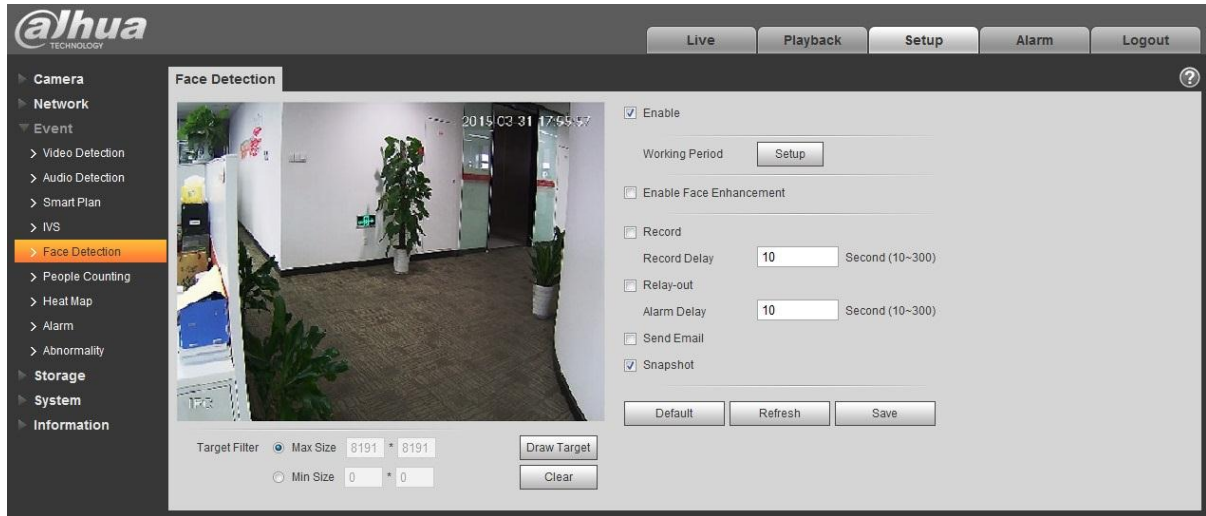 alhua
TECHNOLOGY
Live Playback Setup Alarm Logout
Camera
Network
Event
Video Detection
Audio Detection
Smart Plan
IVS
Face Detection
People Counting
Heat Map
Alarm
Abnormality
Storage
System
Information
Face Detection
?
2015-03-31 17:55:57
IPC
Target Filter Max Size 8191 * 8191 Draw Target
Min Size 0 * 0 Clear
Enable
Working Period Setup
Enable Face Enhancement
Record
Record Delay 10 Second (10~300)
Relay-out
Alarm Delay 10 Second (10~300)
Send Email
Snapshot
Default Refresh Save